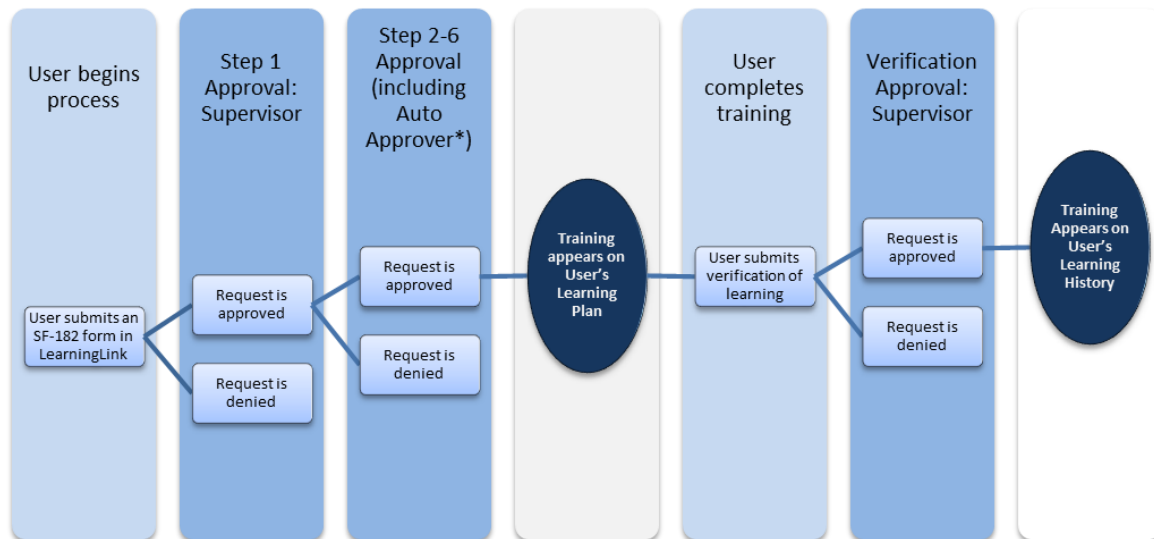 User begins
process
User submits an
SF-182 form in
LearningLink
Step 1
Approval:
Supervisor
Request is
approved
Request is
denied
Step 2-6
Approval
(including
Auto
Approver*)
Request is
approved
Request is
denied
Training
appears on
User's
Learning
Plan
User
completes
training
User submits
verification of
learning
Verification
Approval:
Supervisor
Request is
approved
Request is
denied
Training
Appears on
User's
Learning
History